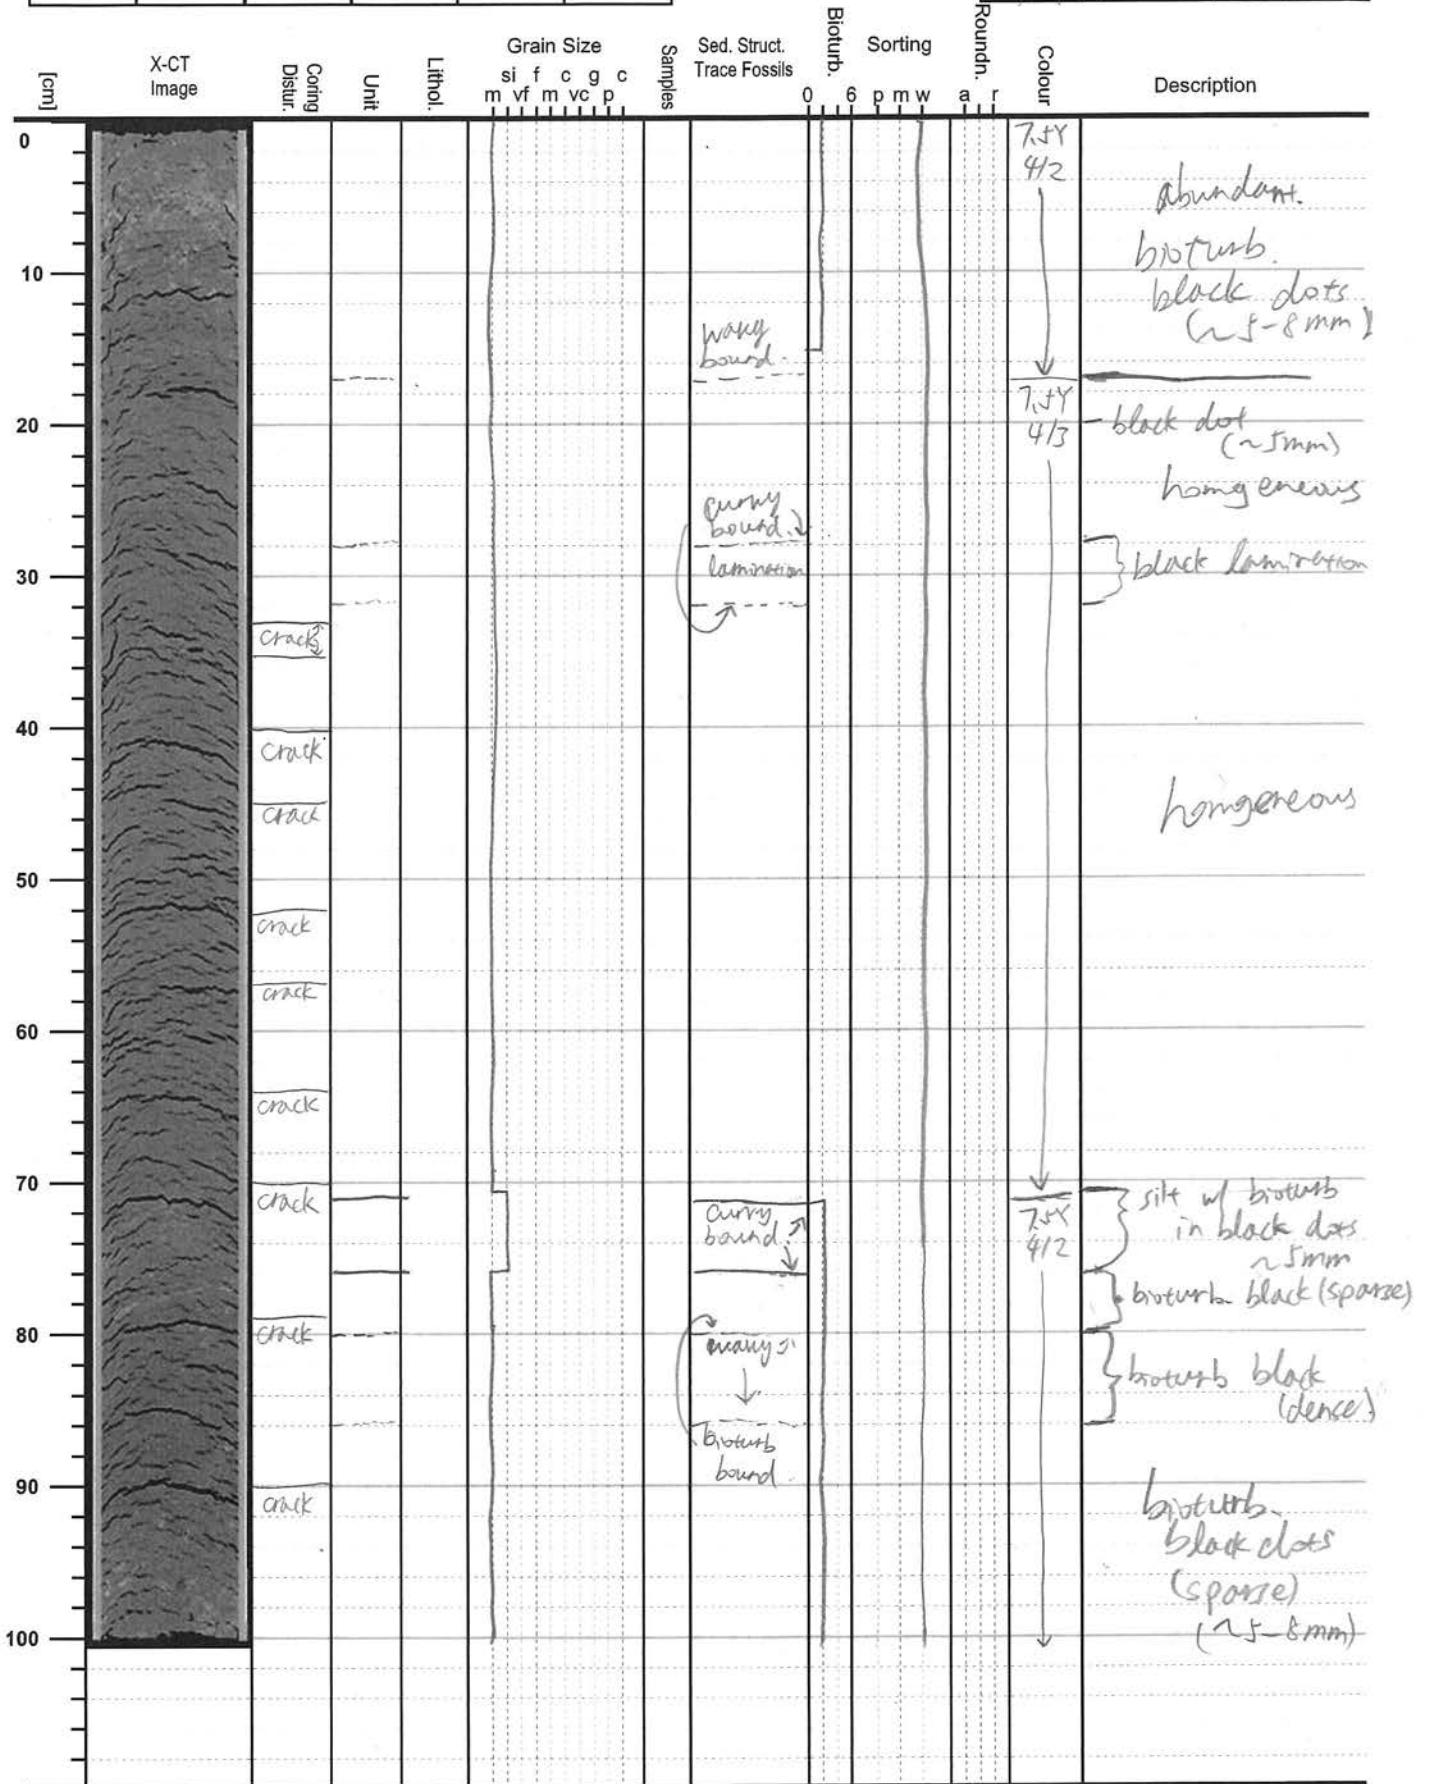 [cm]
X-CT
Image
Coring
Distur.
Unit
Lithol.
Grain Size
si f c g c
m vf m vc p
Samples
Sed. Struct.
Trace Fossils
Bioturb.
0 6
Sorting
p m w
Roundn.
a r
Colour
Description
0
7.5Y
4/2
abundant.
bioturb.
10
black dots
(~5-8mm)
wavy
bound.
7.5Y
4/3
20
black dot
(~5mm)
homgeneous
bound.
lamination
black lamination
30
crack
40
crack
crack
homgeneous
50
crack
crack
60
crack
70
crack
curvy
bound.
7.5Y
4/2
silt w/ bioturb
in black dots
~5mm
bioturb. black (sparse)
80
crack
bioturb black
(dense)
bioturb
bound.
90
crack
bioturb.
black dots
(sparse)
(~5-8mm)
100